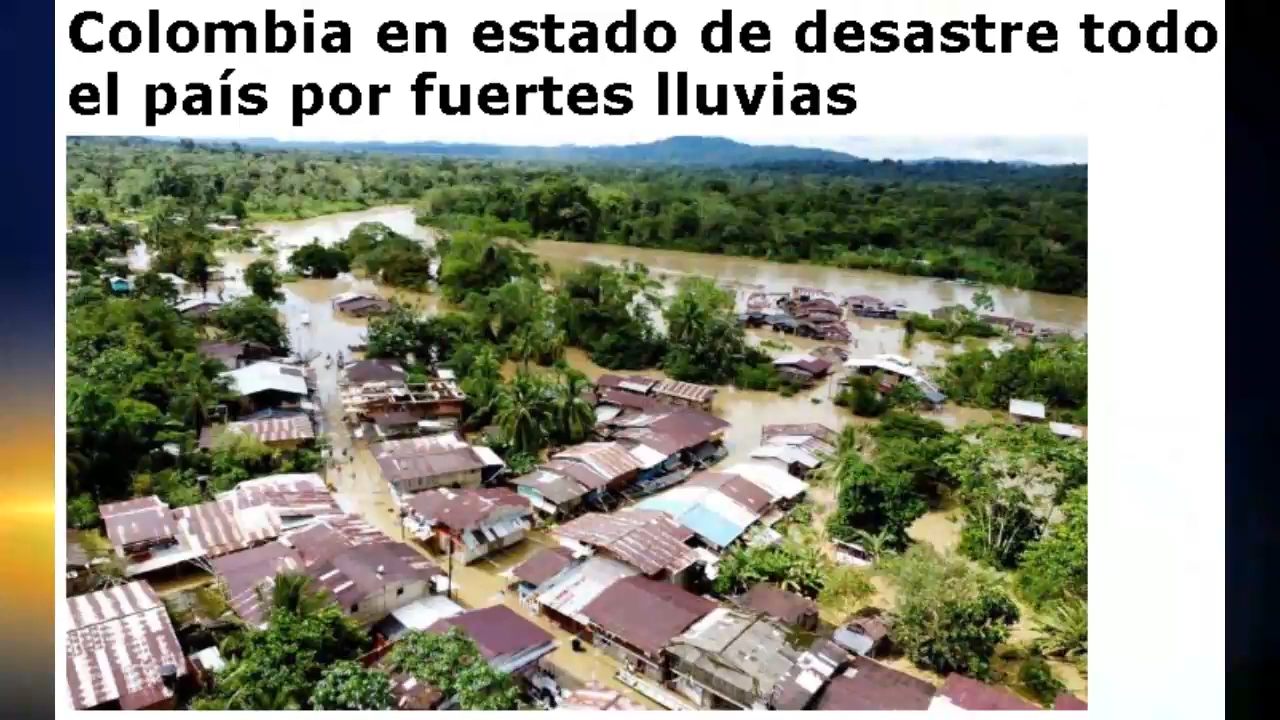 Colombia en estado de desastre todo
el país por fuertes lluvias